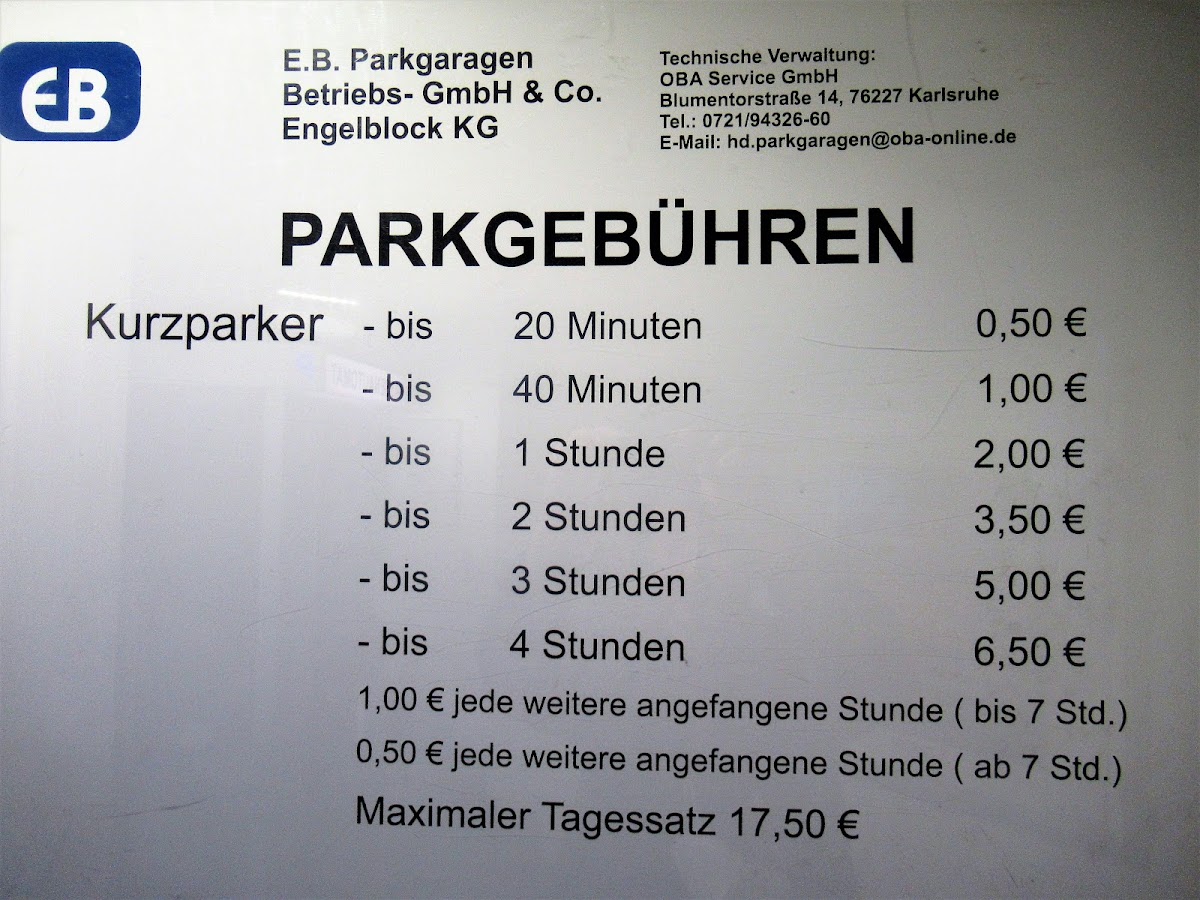 EB
E.B. Parkgaragen
Betriebs- GmbH & Co.
Engelblock KG
Technische Verwaltung:
OBA Service GmbH
Blumentorstraße 14, 76227 Karlsruhe
Tel.: 0721/94326-60
E-Mail: hd.parkgaragen@oba-online.de
PARKGEBÜHREN
Kurzparker - bis 20 Minuten 0,50 €
- bis 40 Minuten 1,00 €
- bis 1 Stunde 2,00 €
- bis 2 Stunden 3,50 €
- bis 3 Stunden 5,00 €
- bis 4 Stunden 6,50 €
1,00 € jede weitere angefangene Stunde ( bis 7 Std.)
0,50 € jede weitere angefangene Stunde ( ab 7 Std.)
Maximaler Tagessatz 17,50 €